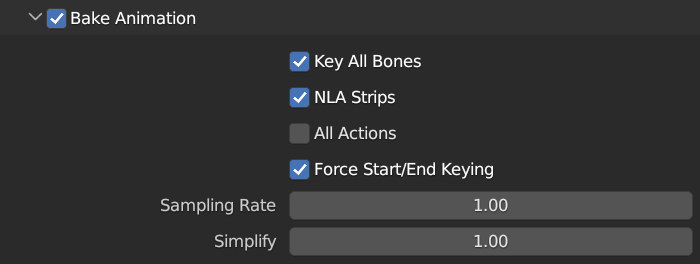 Bake Animation
Key All Bones
NLA Strips
All Actions
Force Start/End Keying
Sampling Rate 1.00
Simplify 1.00